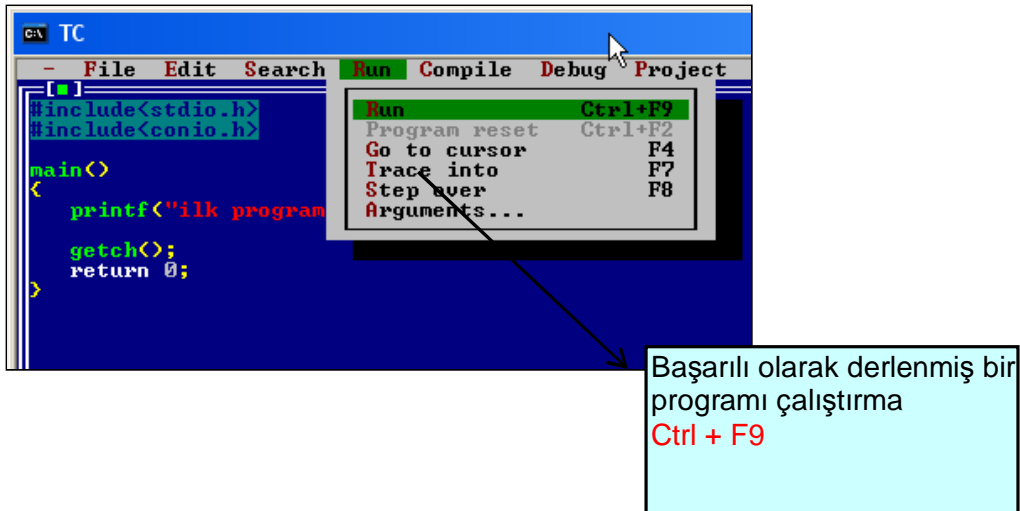 TC
- File Edit Search Run Compile Debug Project
[■]
#include<stdio.h>
#include<conio.h>
main()
{
printf("ilk program
getch();
return 0;
}
Run Ctrl+F9
Program reset Ctrl+F2
Go to cursor F4
Trace into F7
Step over F8
Arguments...
Başarılı olarak derlenmiş bir
programı çalıştırma
Ctrl + F9